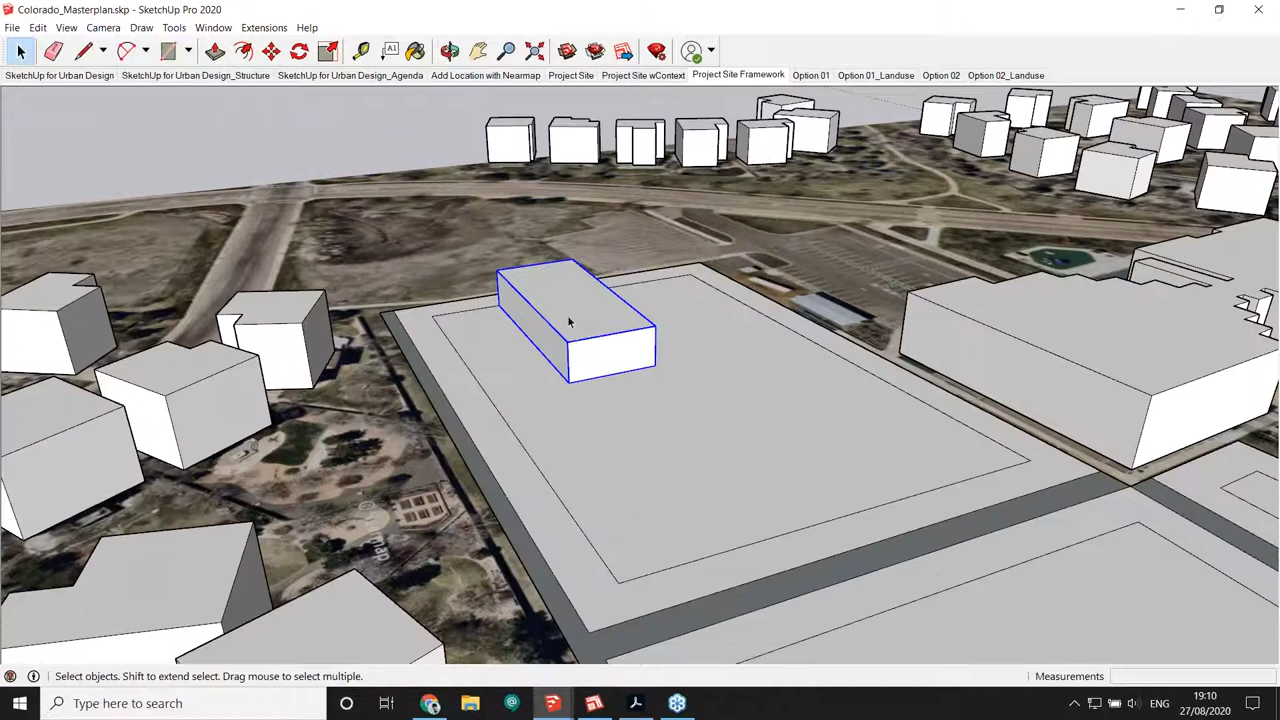 Colorado_Masterplan.skp - SketchUp Pro 2020
File Edit View Camera Draw Tools Window Extensions Help
A1
SketchUp for Urban Design SketchUp for Urban Design_Structure SketchUp for Urban Design_Agenda Add Location with Nearmap Project Site Project Site wContext Project Site Framework Option 01 Option 01_Landuse Option 02 Option 02_Landuse
Select objects. Shift to extend select. Drag mouse to select multiple.
Measurements
Type here to search
ENG
19:10
27/08/2020